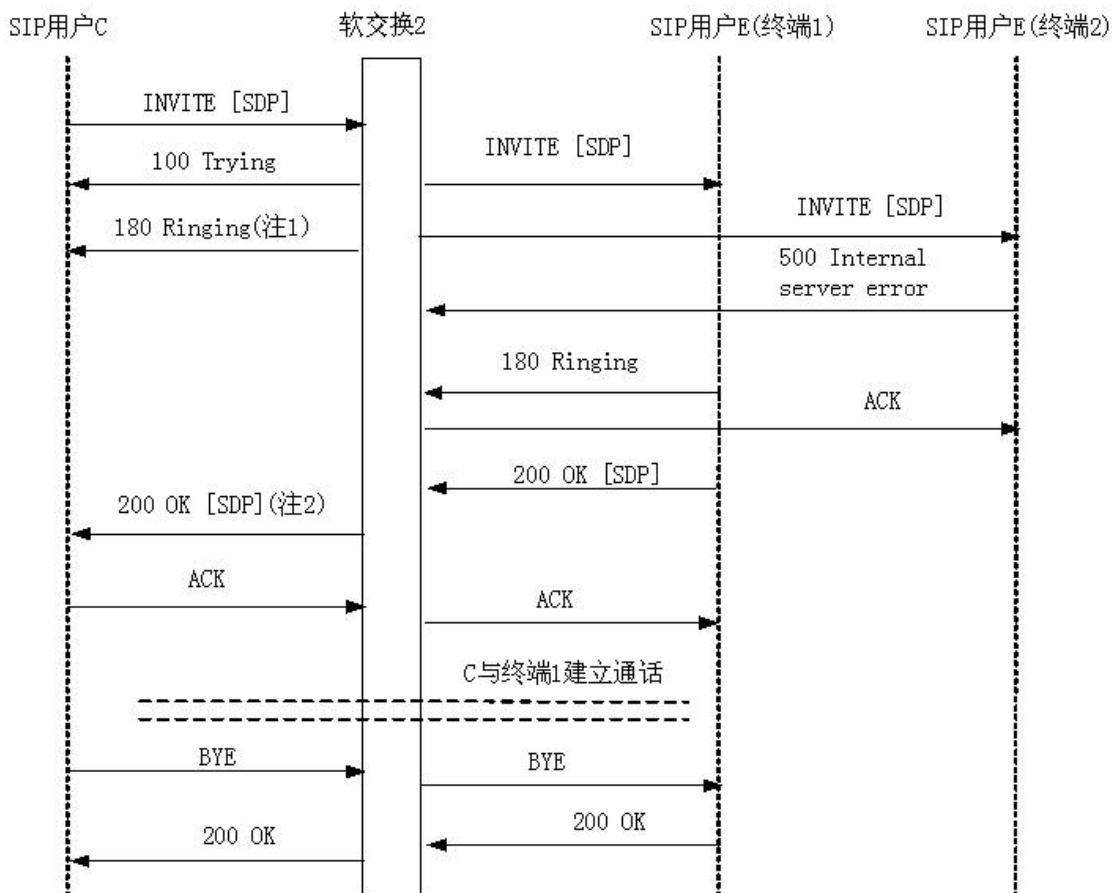 SIP用户C
软交换2
SIP用户E(终端1)
SIP用户E(终端2)
INVITE [SDP]
INVITE [SDP]
100 Trying
INVITE [SDP]
180 Ringing(注1)
500 Internal
server error
180 Ringing
ACK
200 OK [SDP]
200 OK [SDP](注2)
ACK
ACK
C与终端1建立通话
BYE
BYE
200 OK
200 OK